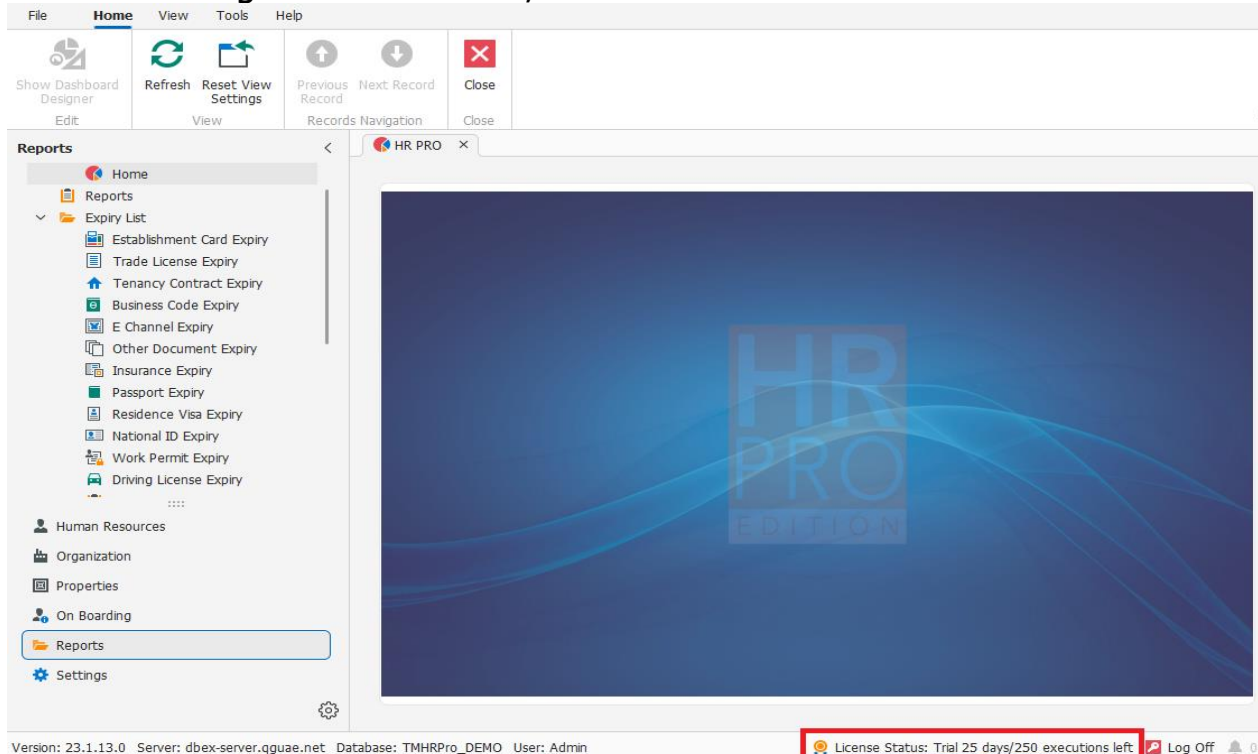 File Home View Tools Help
Show Dashboard Designer
Refresh
Reset View Settings
Previous Record
Next Record
Close
Edit View Records Navigation Close
Reports
HR PRO
Home
Reports
Expiry List
Establishment Card Expiry
Trade License Expiry
Tenancy Contract Expiry
Business Code Expiry
E Channel Expiry
Other Document Expiry
Insurance Expiry
Passport Expiry
Residence Visa Expiry
National ID Expiry
Work Permit Expiry
Driving License Expiry
Human Resources
Organization
Properties
On Boarding
Reports
Settings
HR
PRO
EDITION
Version: 23.1.13.0 Server: dbex-server.qguae.net Database: TMHRPro_DEMO User: Admin License Status: Trial 25 days/250 executions left Log Off